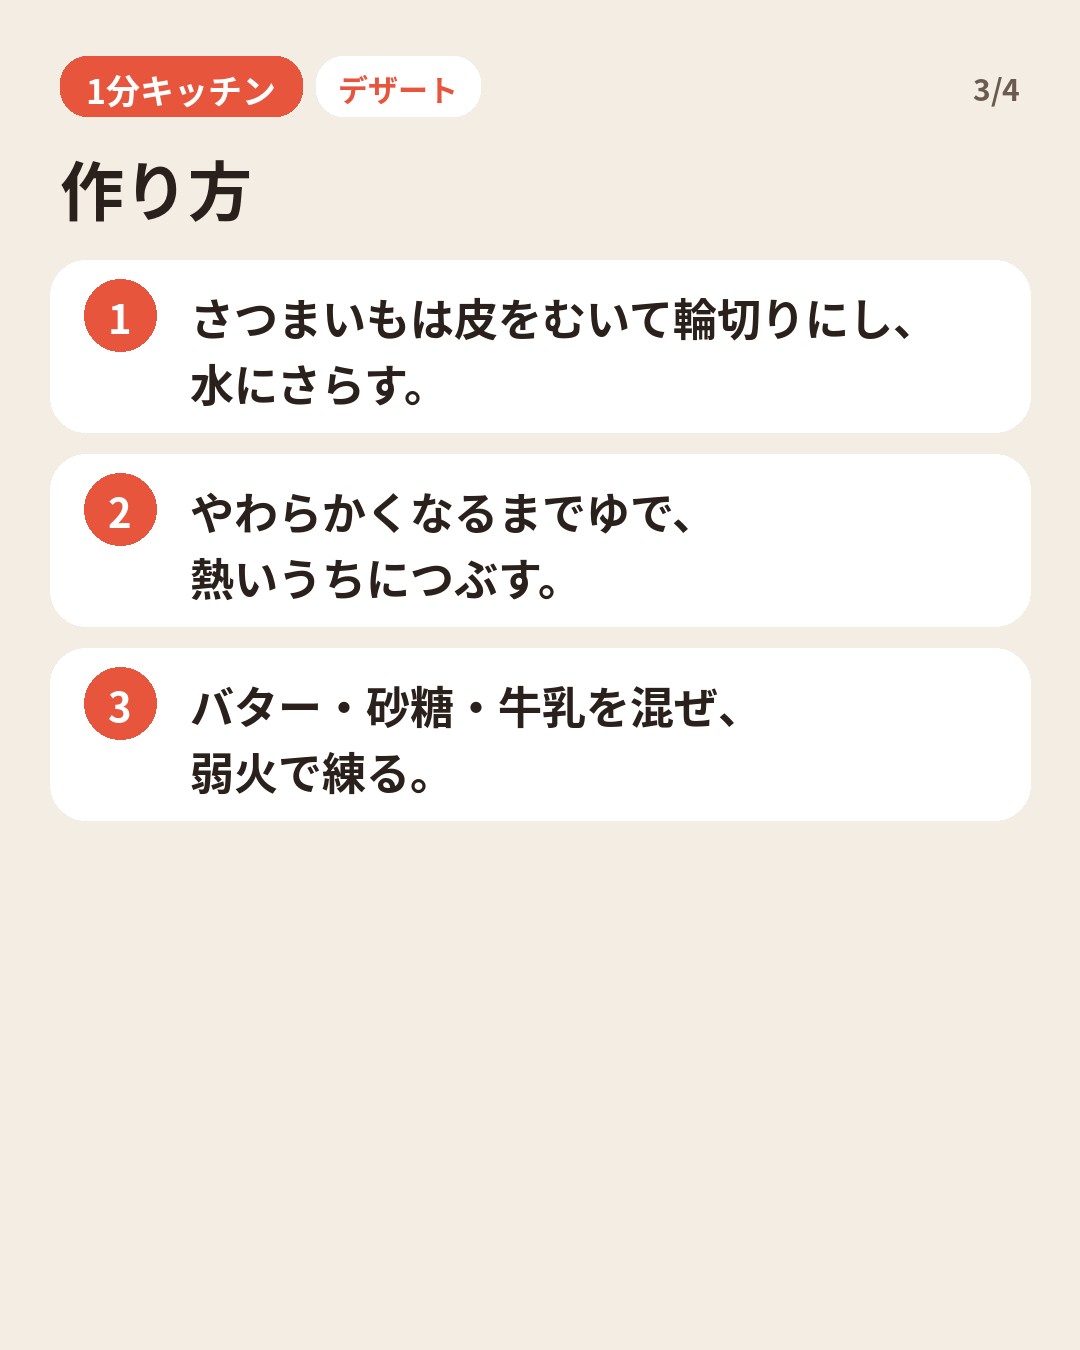 1分キッチン デザート 3/4
作り方
1 さつまいもは皮をむいて輪切りにし、
水にさらす。
2 やわらかくなるまでゆで、
熱いうちにつぶす。
3 バター・砂糖・牛乳を混ぜ、
弱火で練る。